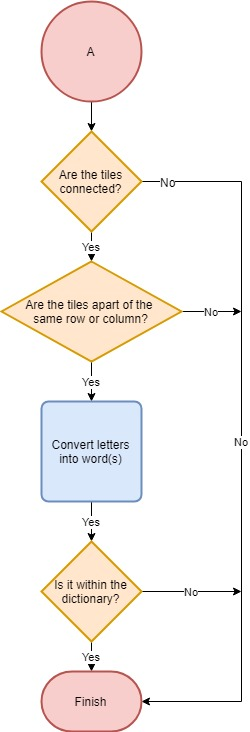 A
Are the tiles
connected?
No
Yes
Are the tiles apart of the
same row or column?
No
Yes
No
Convert letters
into word(s)
Yes
Is it within the
dictionary?
No
Yes
Finish